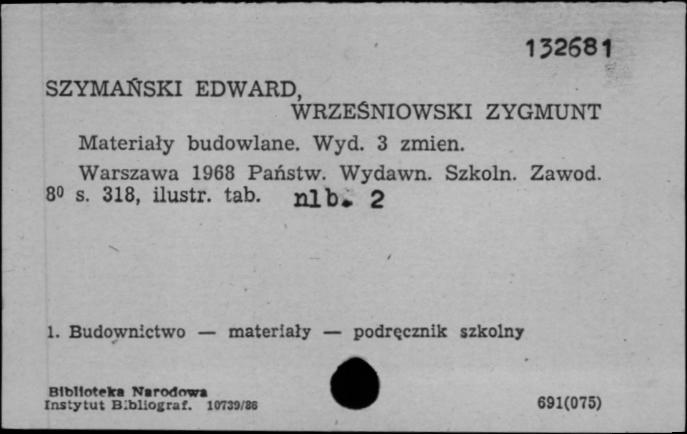 132681
SZYMAŃSKI EDWARD,
WRZEŚNIOWSKI ZYGMUNT
Materiały budowlane. Wyd. 3 zmien.
Warszawa 1968 Państw. Wydawn. Szkoln. Zawod.
8⁰ s. 318, ilustr. tab. nlb. 2
1. Budownictwo — materiały — podręcznik szkolny
Biblioteka Narodowa
Instytut Bibliograf. 10739/86
691(075)